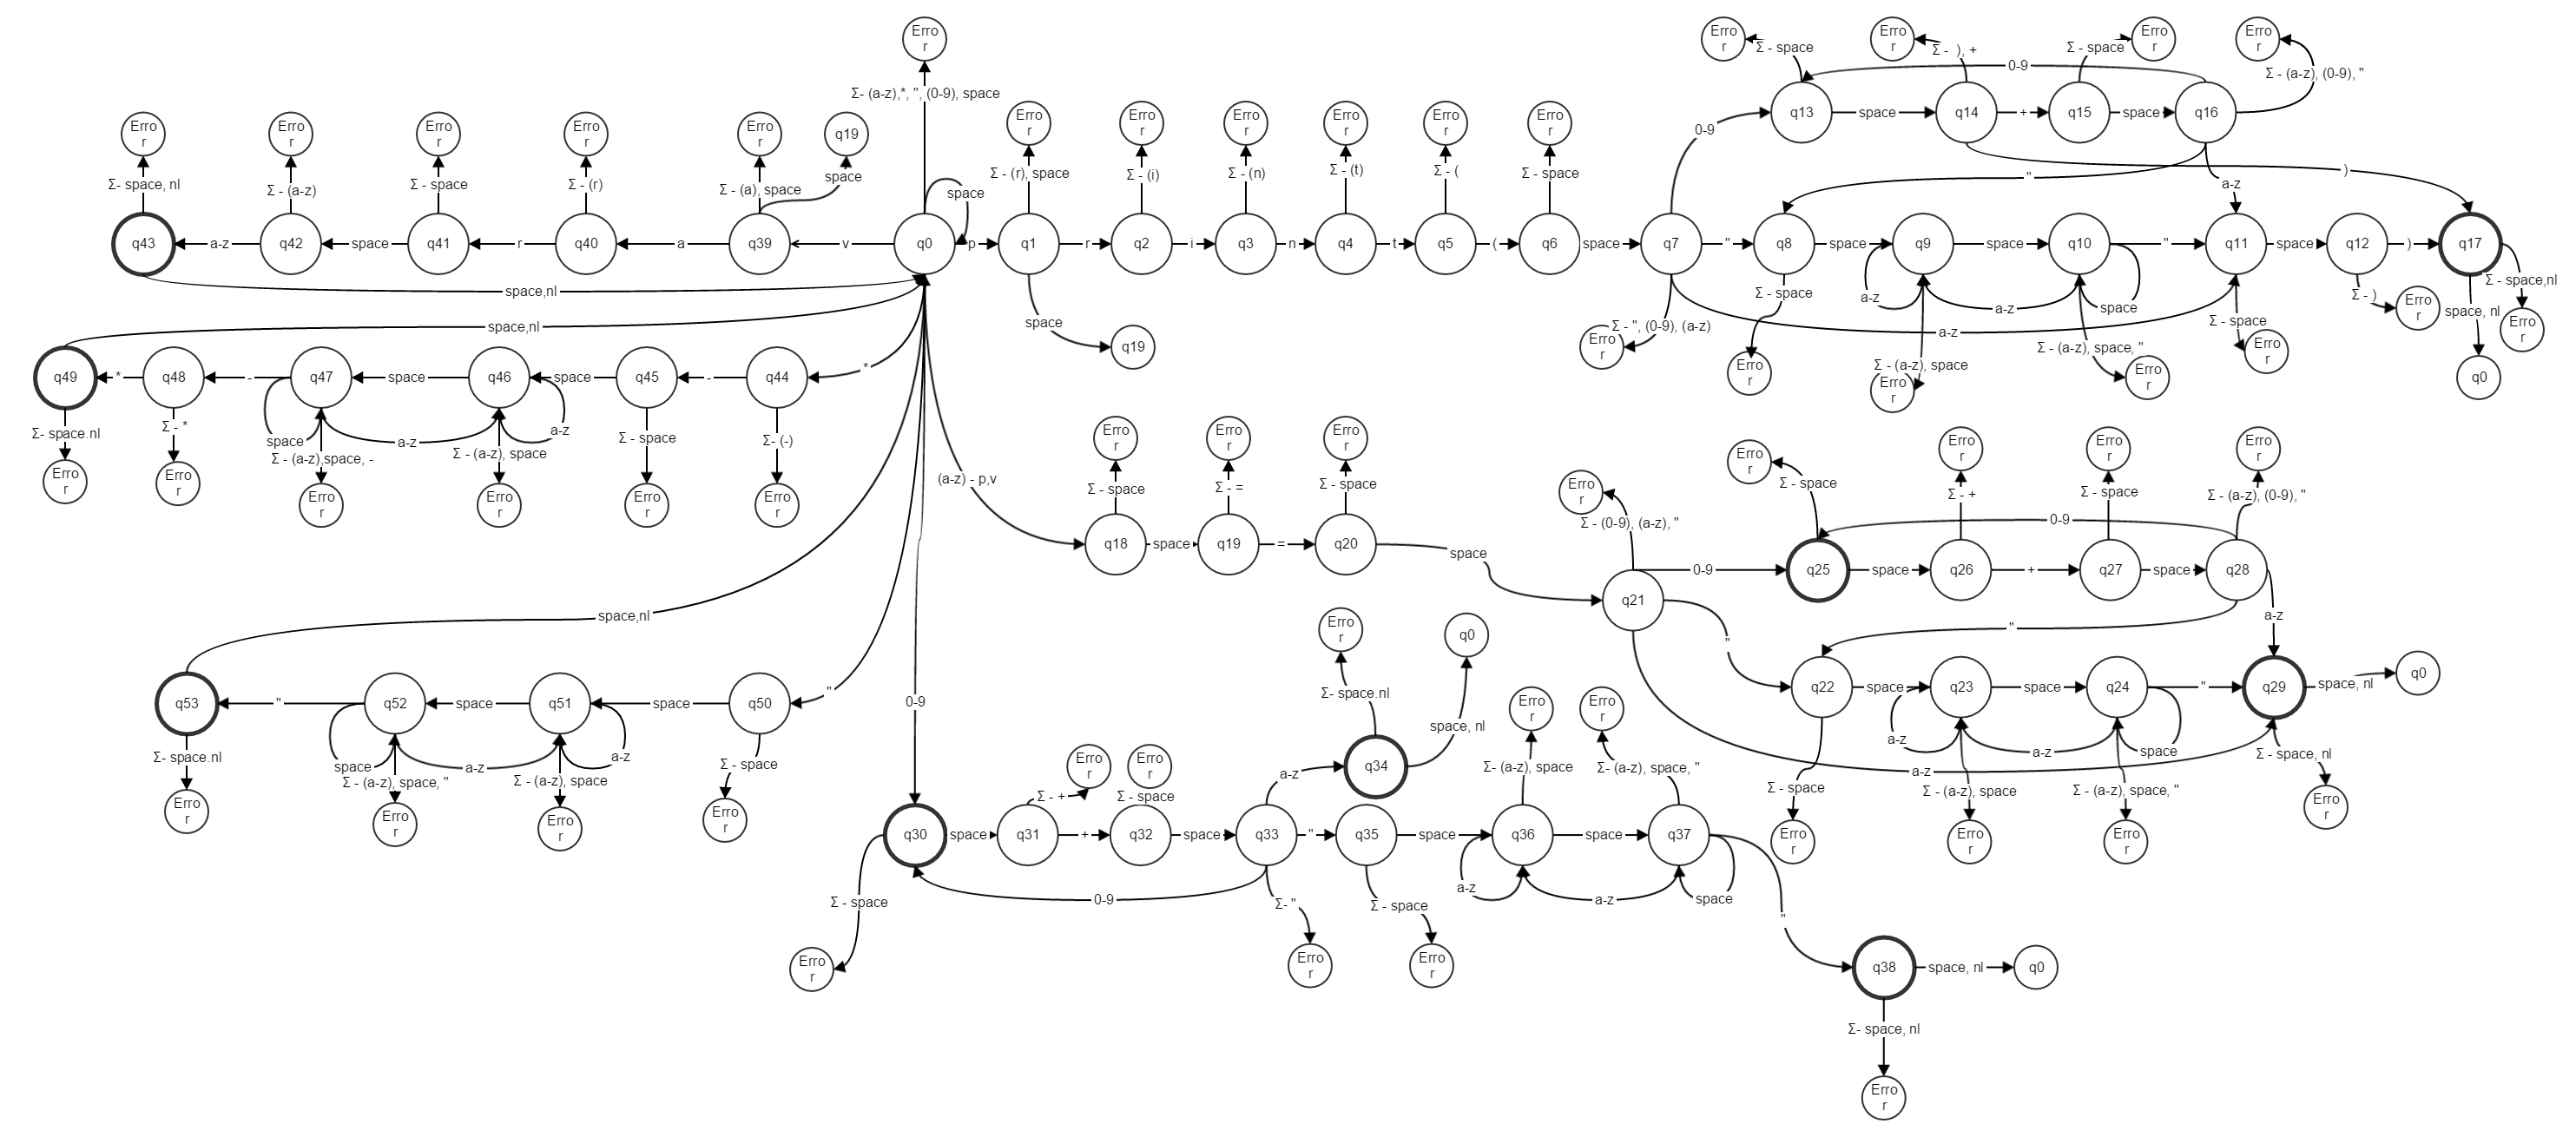 Erro
r
Σ- (a-z),*, ", (0-9), space
Erro
r
Σ - space
Erro
r
Σ - ), +
Σ - space
Erro
r
Erro
r
Σ - (a-z), (0-9), "
0-9
Erro
r
Σ- space, nl
Erro
r
Σ - (a-z)
Erro
r
Σ - space
Erro
r
Σ - (r)
Erro
r
Σ - (a), space
q19
space
space
Erro
r
Σ - (r), space
Erro
r
Σ - (i)
Erro
r
Σ - (n)
Erro
r
Σ - (t)
Erro
r
Σ - (
Erro
r
Σ - space
0-9
q13
space
q14
+
q15
space
q16
"
)
a-z
q43
a-z
q42
space
q41
r
q40
a
q39
v
q0
p
q1
r
q2
i
q3
n
q4
t
q5
(
q6
space
q7
"
q8
space
q9
space
q10
"
q11
space
q12
)
q17
space,nl
space,nl
space
q19
Σ - ", (0-9), (a-z)
Erro
r
Σ - space
Erro
r
a-z
a-z
space
a-z
Σ - (a-z), space
Erro
r
Σ - (a-z), space, "
Erro
r
Σ - space
Erro
r
Σ - )
Erro
r
Σ - space,nl
space, nl
Erro
r
q0
q49
*
q48
-
q47
space
q46
space
q45
-
q44
*
Σ- space.nl
Erro
r
Σ - *
Erro
r
space
a-z
a-z
Σ - (a-z),space, -
Erro
r
Σ - (a-z), space
Erro
r
Σ - space
Erro
r
Σ- (-)
Erro
r
(a-z) - p,v
Erro
r
Σ - space
Erro
r
Σ - =
Erro
r
Σ - space
q18
space
q19
=
q20
space
Erro
r
Σ - (0-9), (a-z), "
Erro
r
Σ - space
Erro
r
Σ - +
Erro
r
Σ - space
Erro
r
Σ - (a-z), (0-9), "
0-9
q21
0-9
q25
space
q26
+
q27
space
q28
a-z
"
"
q22
space
q23
space
q24
"
q29
space, nl
q0
a-z
a-z
space
a-z
Σ - space
Erro
r
Σ - (a-z), space
Erro
r
Σ - (a-z), space, "
Erro
r
Σ - space, nl
Erro
r
space,nl
q53
"
q52
space
q51
space
q50
"
Σ- space.nl
Erro
r
space
a-z
a-z
Σ - (a-z), space, "
Erro
r
Σ - (a-z), space
Erro
r
Σ - space
Erro
r
0-9
Erro
r
Σ- space.nl
q0
space, nl
q34
a-z
Erro
r
Σ - +
Erro
r
Σ - space
Erro
r
Σ- (a-z), space
Erro
r
Σ- (a-z), space, "
q30
space
q31
+
q32
space
q33
"
q35
space
q36
space
q37
Σ - space
Erro
r
0-9
Σ- "
Erro
r
Σ - space
Erro
r
a-z
a-z
space
"
q38
space, nl
q0
Σ- space, nl
Erro
r